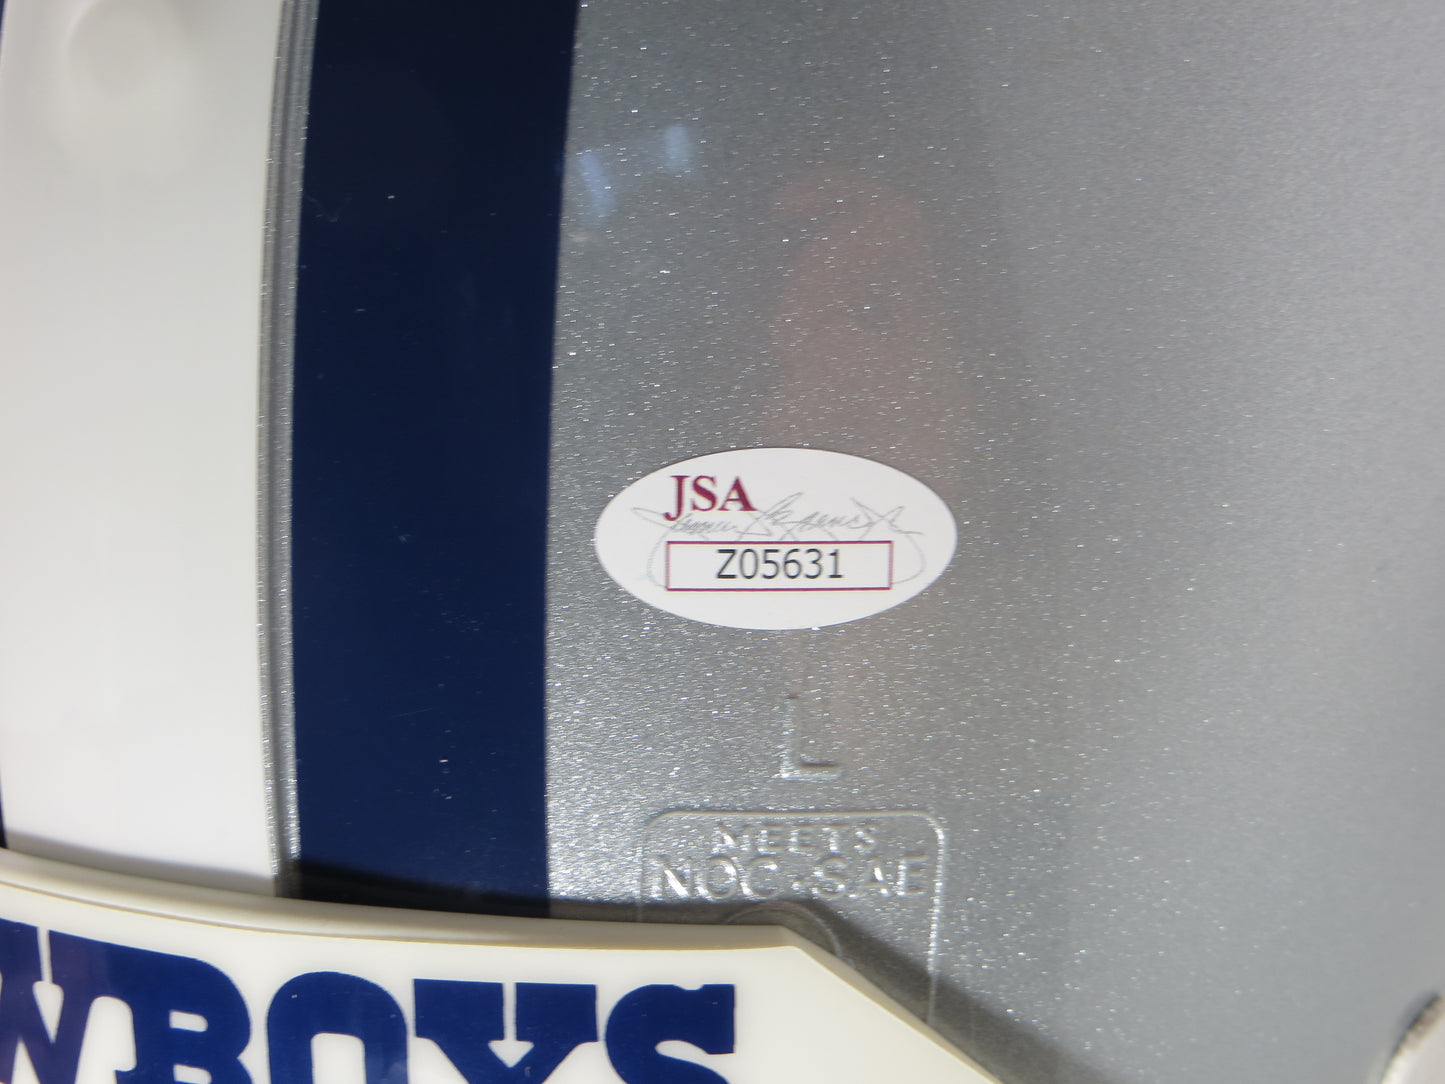 JSA
Z05631
L
MEETS
NOCSAE
WBOYS